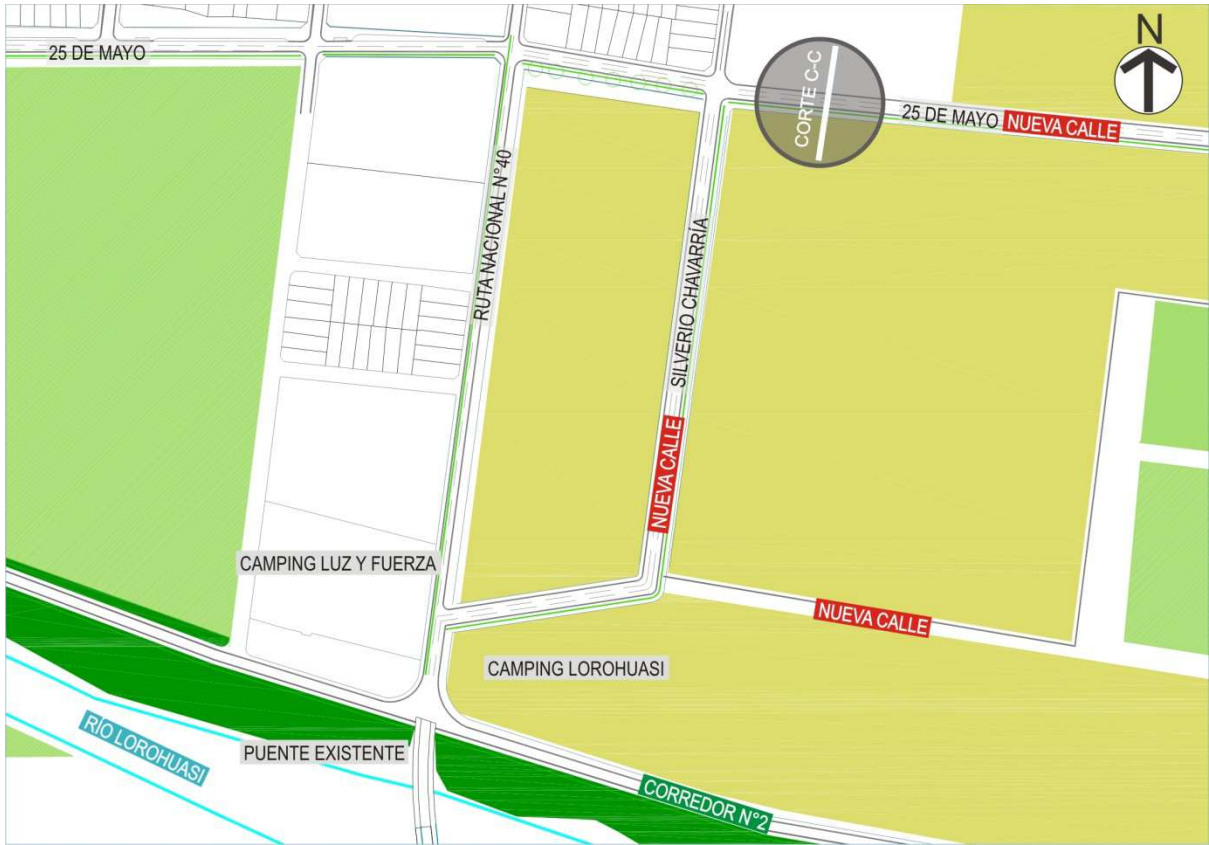 N
25 DE MAYO
CORTE C-C
25 DE MAYO
NUEVA CALLE
RUTA NACIONAL N°40
SILVERIO CHAVARRÍA
NUEVA CALLE
CAMPING LUZ Y FUERZA
NUEVA CALLE
CAMPING LOROHUASI
RÍO LOROHUASI
PUENTE EXISTENTE
CORREDOR N°2